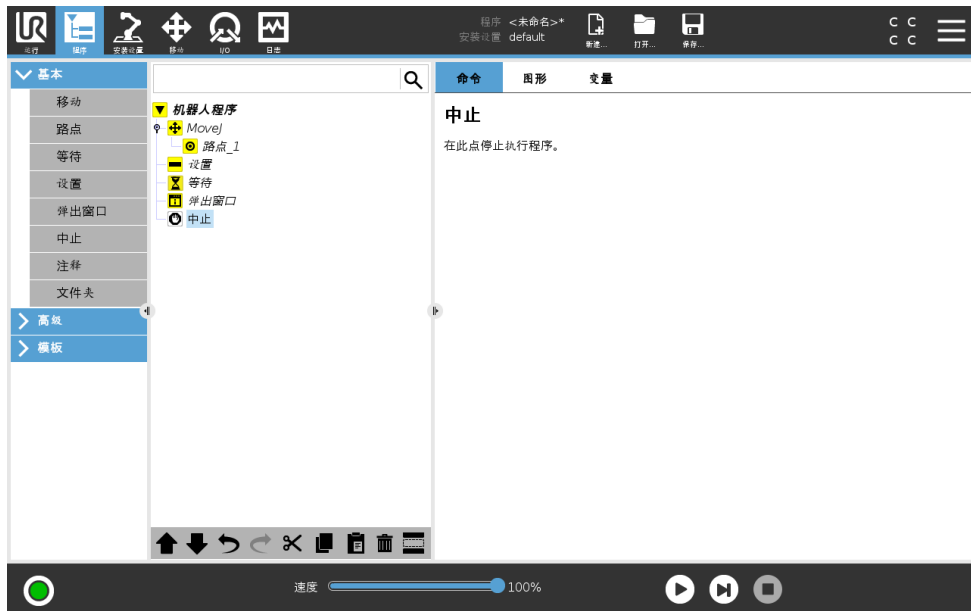 程序 <未命名>*
安装设置 default
运行
程序
安装设置
移动
I/O
日志
新建...
打开...
保存...
C C
C C
基本
移动
路点
等待
设置
弹出窗口
中止
注释
文件夹
高级
模板
机器人程序
MoveJ
路点_1
设置
等待
弹出窗口
中止
命令
图形
变量
中止
在此点停止执行程序。
速度
100%